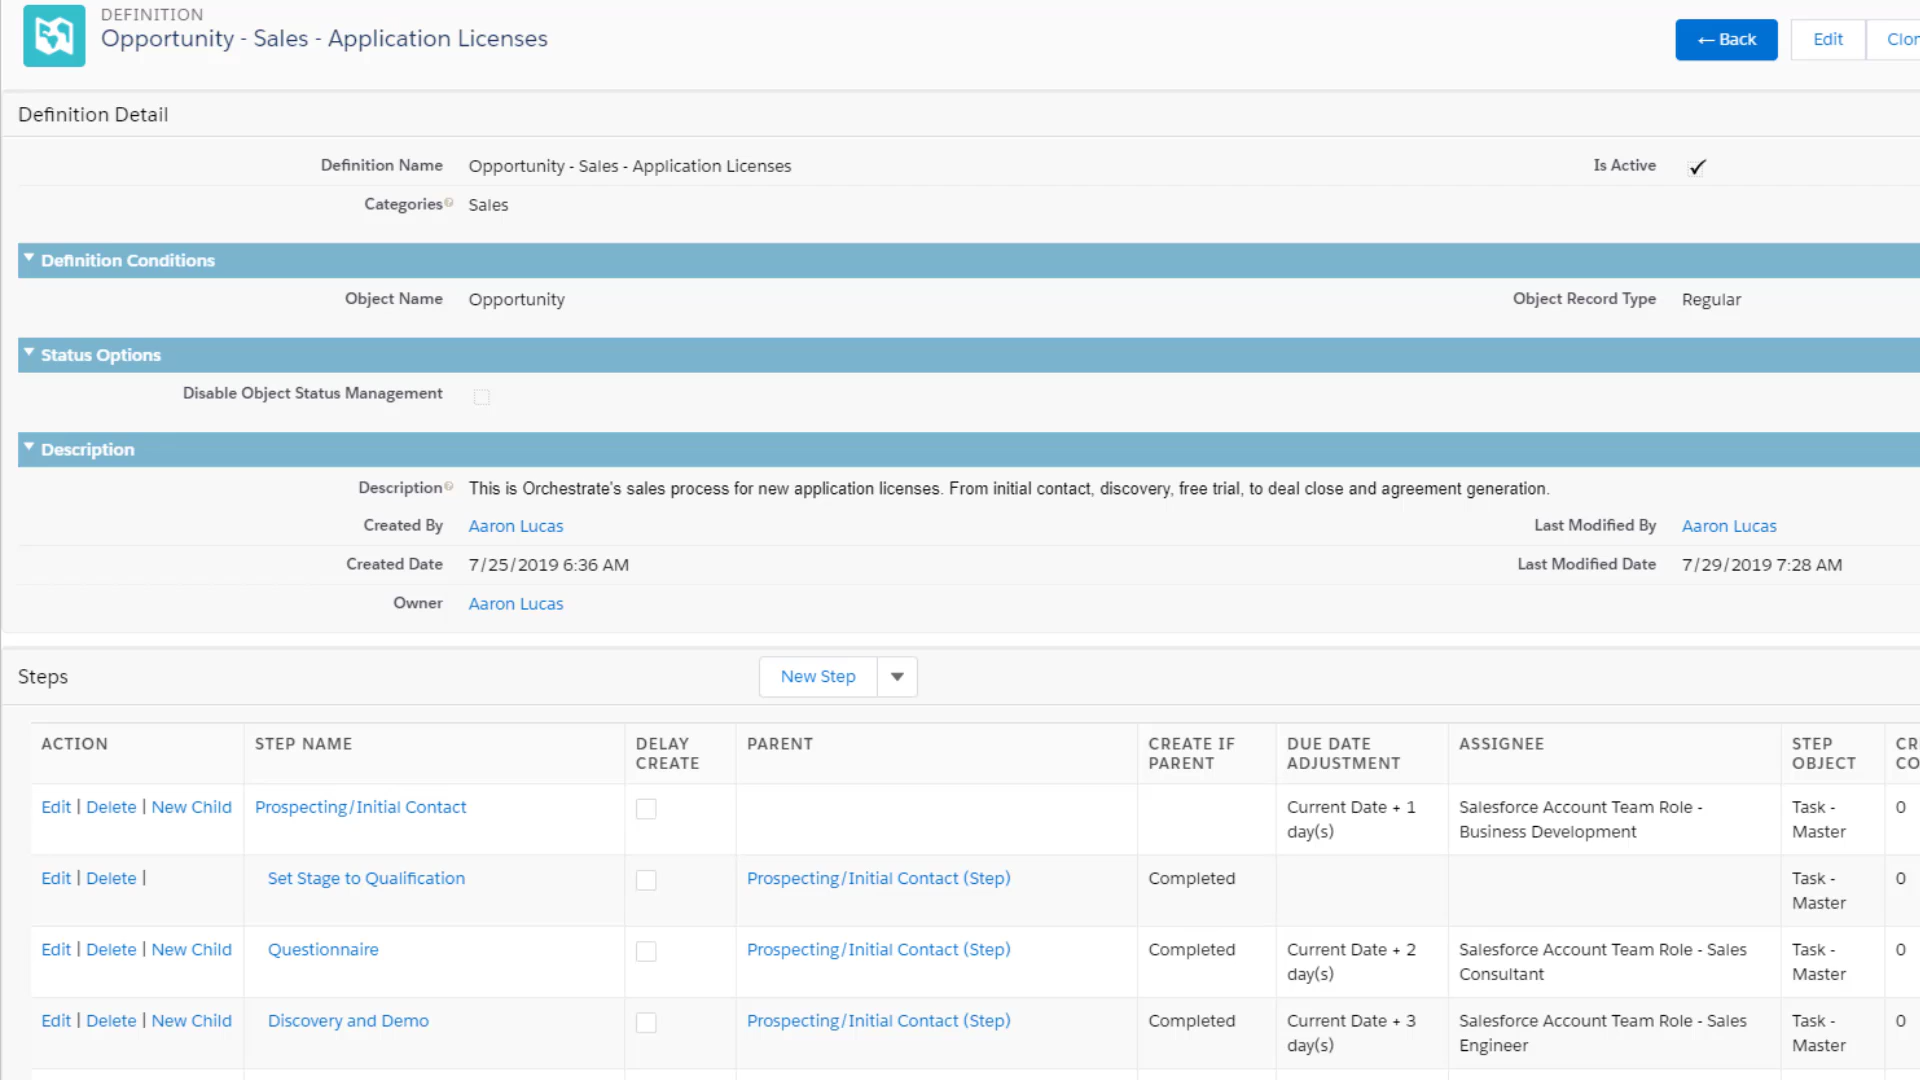 DEFINITION
Opportunity - Sales - Application Licenses
← Back
Edit
Clor
Definition Detail
Definition Name Opportunity - Sales - Application Licenses Is Active
Categories Sales
Definition Conditions
Object Name Opportunity Object Record Type Regular
Status Options
Disable Object Status Management
Description
Description This is Orchestrate's sales process for new application licenses. From initial contact, discovery, free trial, to deal close and agreement generation.
Created By Aaron Lucas Last Modified By Aaron Lucas
Created Date 7/25/2019 6:36 AM Last Modified Date 7/29/2019 7:28 AM
Owner Aaron Lucas
Steps New Step
ACTION STEP NAME DELAY PARENT CREATE IF DUE DATE ASSIGNEE STEP CR
CREATE PARENT ADJUSTMENT OBJECT CO
Edit | Delete | New Child Prospecting/Initial Contact Current Date + 1 Salesforce Account Team Role - Task - 0
day(s) Business Development Master
Edit | Delete | Set Stage to Qualification Prospecting/Initial Contact (Step) Completed Task - 0
Master
Edit | Delete | New Child Questionnaire Prospecting/Initial Contact (Step) Completed Current Date + 2 Salesforce Account Team Role - Sales Task - 0
day(s) Consultant Master
Edit | Delete | New Child Discovery and Demo Prospecting/Initial Contact (Step) Completed Current Date + 3 Salesforce Account Team Role - Sales Task - 0
day(s) Engineer Master